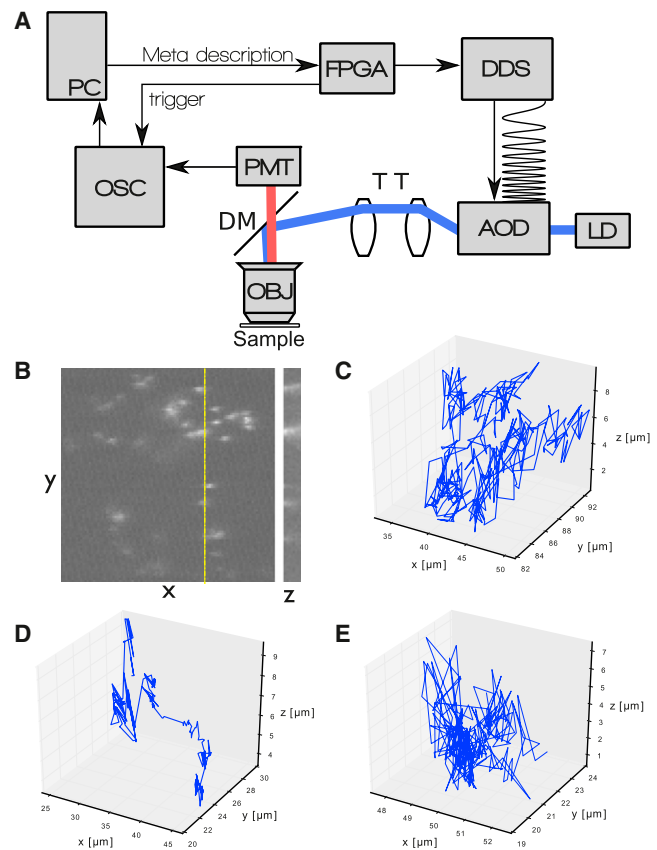 A
PC
Meta description
FPGA
DDS
trigger
OSC
PMT
T T
DM
AOD
LD
OBJ
Sample
B
y
x
z
C
8
6
4
2
z [µm]
35
40
45
50
x [µm]
82
84
86
88
90
92
y [µm]
D
9
8
7
6
5
4
z [µm]
25
30
35
40
45
x [µm]
20
22
24
26
28
30
y [µm]
E
7
6
5
4
3
2
1
z [µm]
48
49
50
51
52
x [µm]
19
20
21
22
23
24
y [µm]